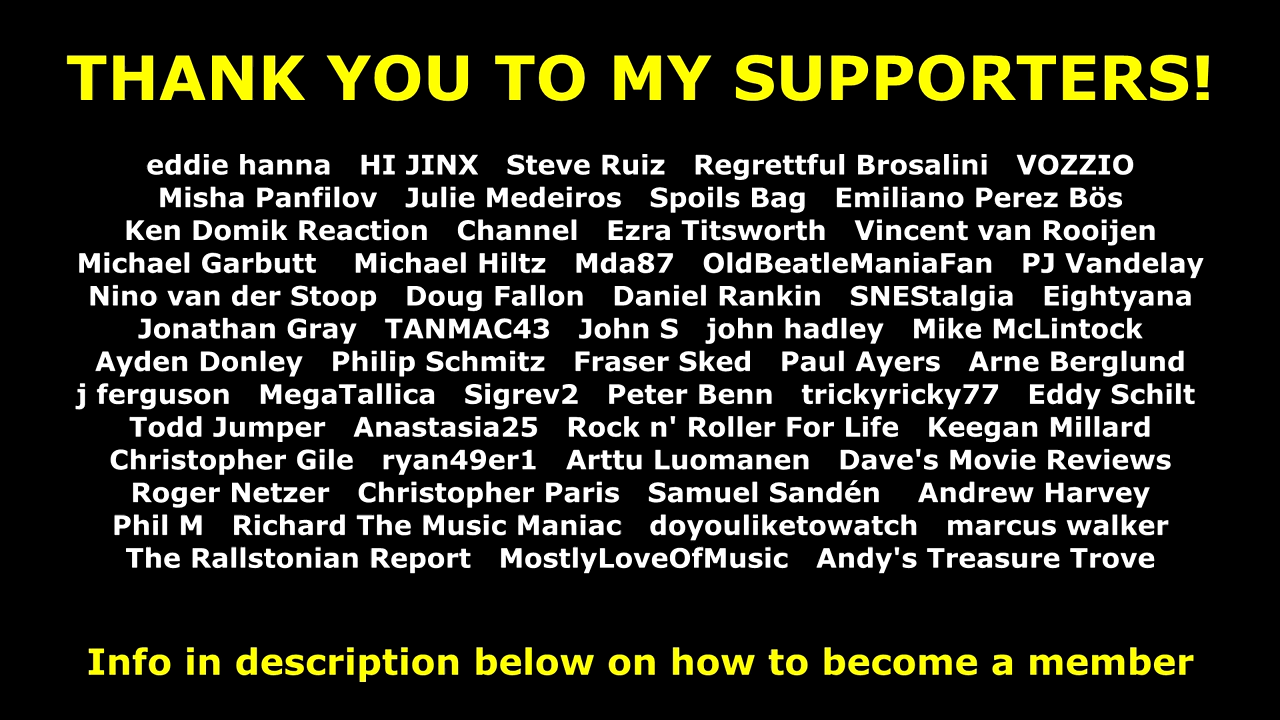 THANK YOU TO MY SUPPORTERS!
eddie hanna HI JINX Steve Ruiz Regrettful Brosalini VOZZIO
Misha Panfilov Julie Medeiros Spoils Bag Emiliano Perez Bös
Ken Domik Reaction Channel Ezra Titsworth Vincent van Rooijen
Michael Garbutt Michael Hiltz Mda87 OldBeatleManiaFan PJ Vandelay
Nino van der Stoop Doug Fallon Daniel Rankin SNEStalgia Eightyana
Jonathan Gray TANMAC43 John S john hadley Mike McLintock
Ayden Donley Philip Schmitz Fraser Sked Paul Ayers Arne Berglund
j ferguson MegaTallica Sigrev2 Peter Benn trickyricky77 Eddy Schilt
Todd Jumper Anastasia25 Rock n' Roller For Life Keegan Millard
Christopher Gile ryan49er1 Arttu Luomanen Dave's Movie Reviews
Roger Netzer Christopher Paris Samuel Sandén Andrew Harvey
Phil M Richard The Music Maniac doyouliketowatch marcus walker
The Rallstonian Report MostlyLoveOfMusic Andy's Treasure Trove
Info in description below on how to become a member